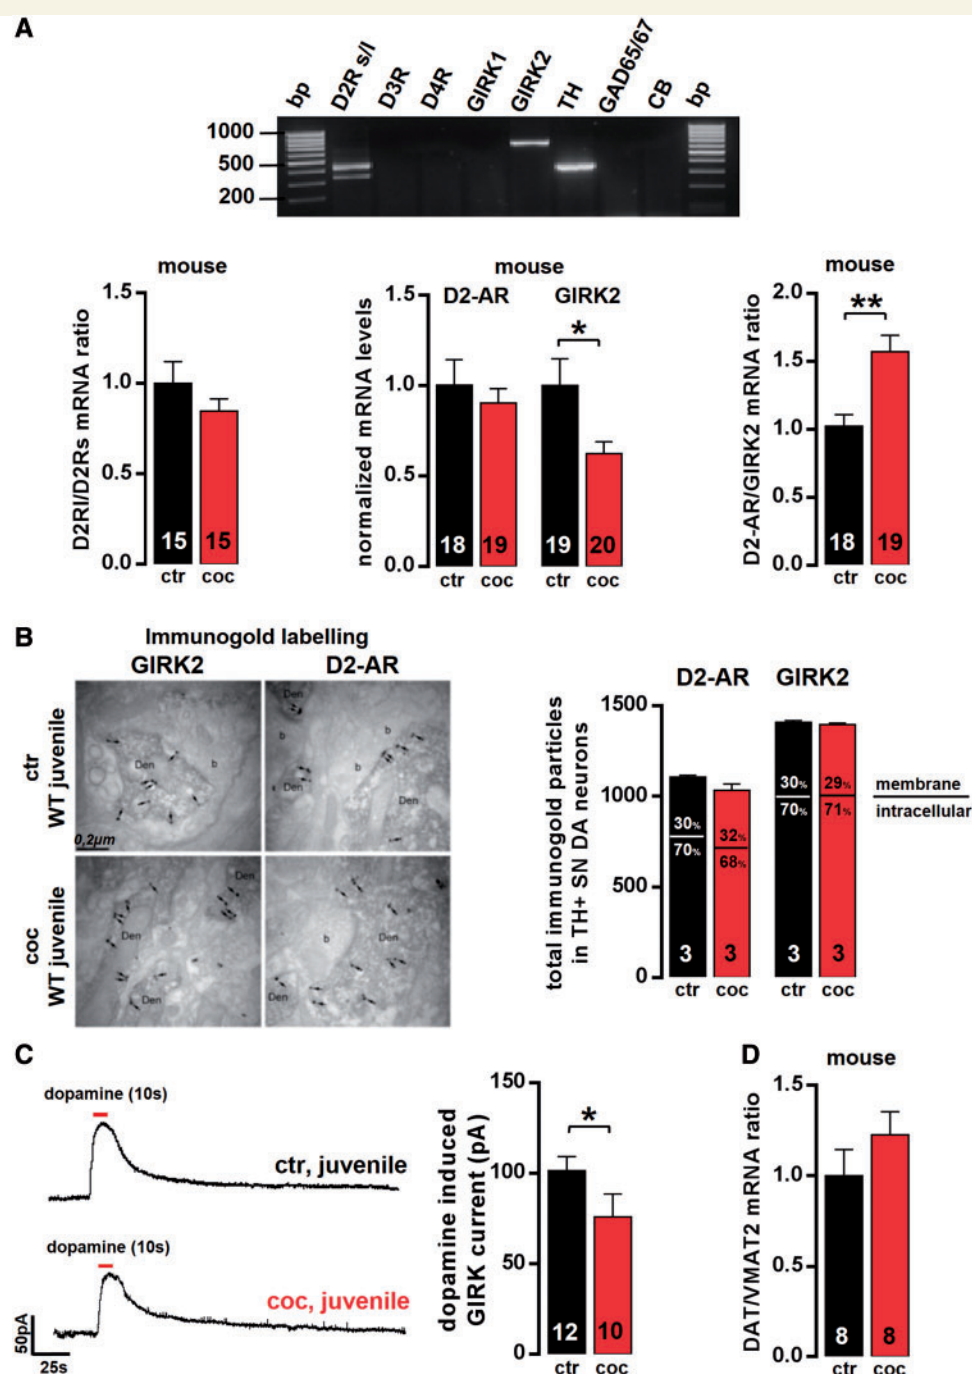 A
bp D2R s/l D3R D4R GIRK1 GIRK2 TH GAD65/67 CB bp
1000
500
200
mouse
D2Rl/D2Rs mRNA ratio
1.5
1.0
0.5
0.0
15 15
ctr coc
mouse
D2-AR GIRK2
normalized mRNA levels
1.5
1.0
0.5
0.0
*
18 19 19 20
ctr coc ctr coc
mouse
D2-AR/GIRK2 mRNA ratio
2.0
1.5
1.0
0.5
0.0
**
18 19
ctr coc
B
Immunogold labelling
GIRK2 D2-AR
ctr
WT juvenile
Den b
0,2µm
Den b b Den Den
coc
WT juvenile
Den Den Den
b Den Den
total immunogold particles
in TH+ SN DA neurons
D2-AR GIRK2
1500
1000
500
0
30% 32% 30% 29% membrane
70% 68% 70% 71% intracellular
3 3 3 3
ctr coc ctr coc
C
dopamine (10s)
ctr, juvenile
dopamine (10s)
coc, juvenile
50pA
25s
dopamine induced
GIRK current (pA)
150
100
50
0
*
12 10
ctr coc
D
mouse
DAT/VMAT2 mRNA ratio
1.5
1.0
0.5
0.0
8 8
ctr coc